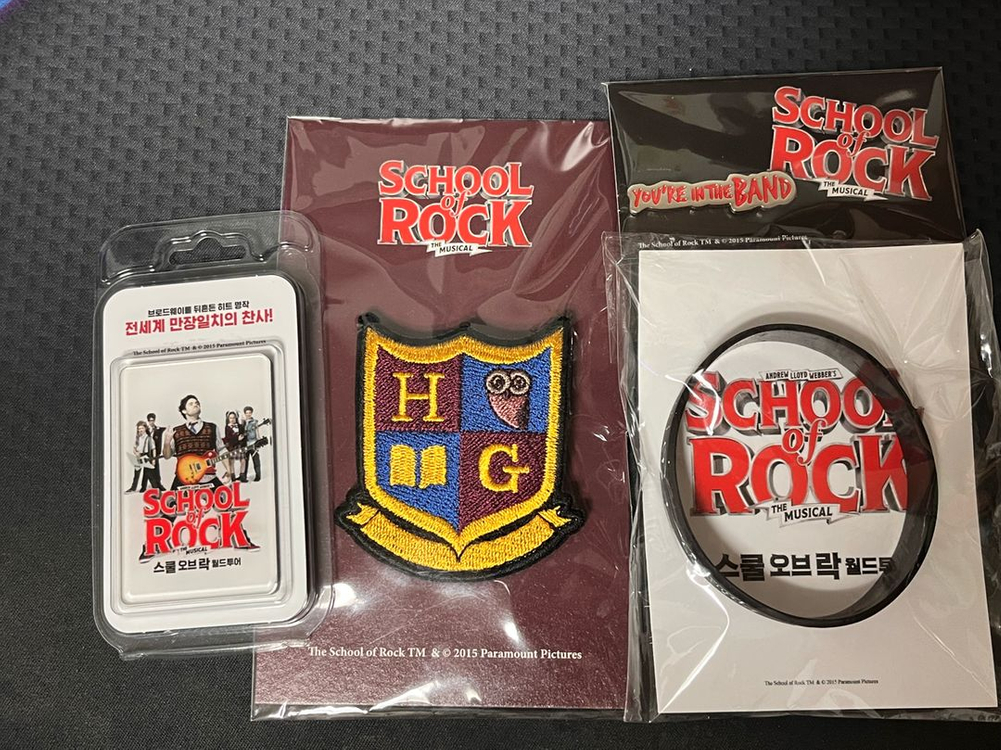 브로드웨이를 뒤흔든 히트 명작
전세계 만장일치의 찬사!
The School of Rock TM & © 2015 Paramount Pictures
SCHOOL
of
ROCK
THE MUSICAL
스쿨 오브 락 월드투어
SCHOOL
of
ROCK
THE MUSICAL
H
G
The School of Rock TM & © 2015 Paramount Pictures
SCHOOL
of
ROCK
THE MUSICAL
YOU'RE IN THE BAND
The School of Rock TM & © 2015 Paramount Pictures
ANDREW LLOYD WEBBER'S
SCHOOL
of
ROCK
THE MUSICAL
스쿨 오브 락 월드투
The School of Rock TM & © 2015 Paramount Pictures